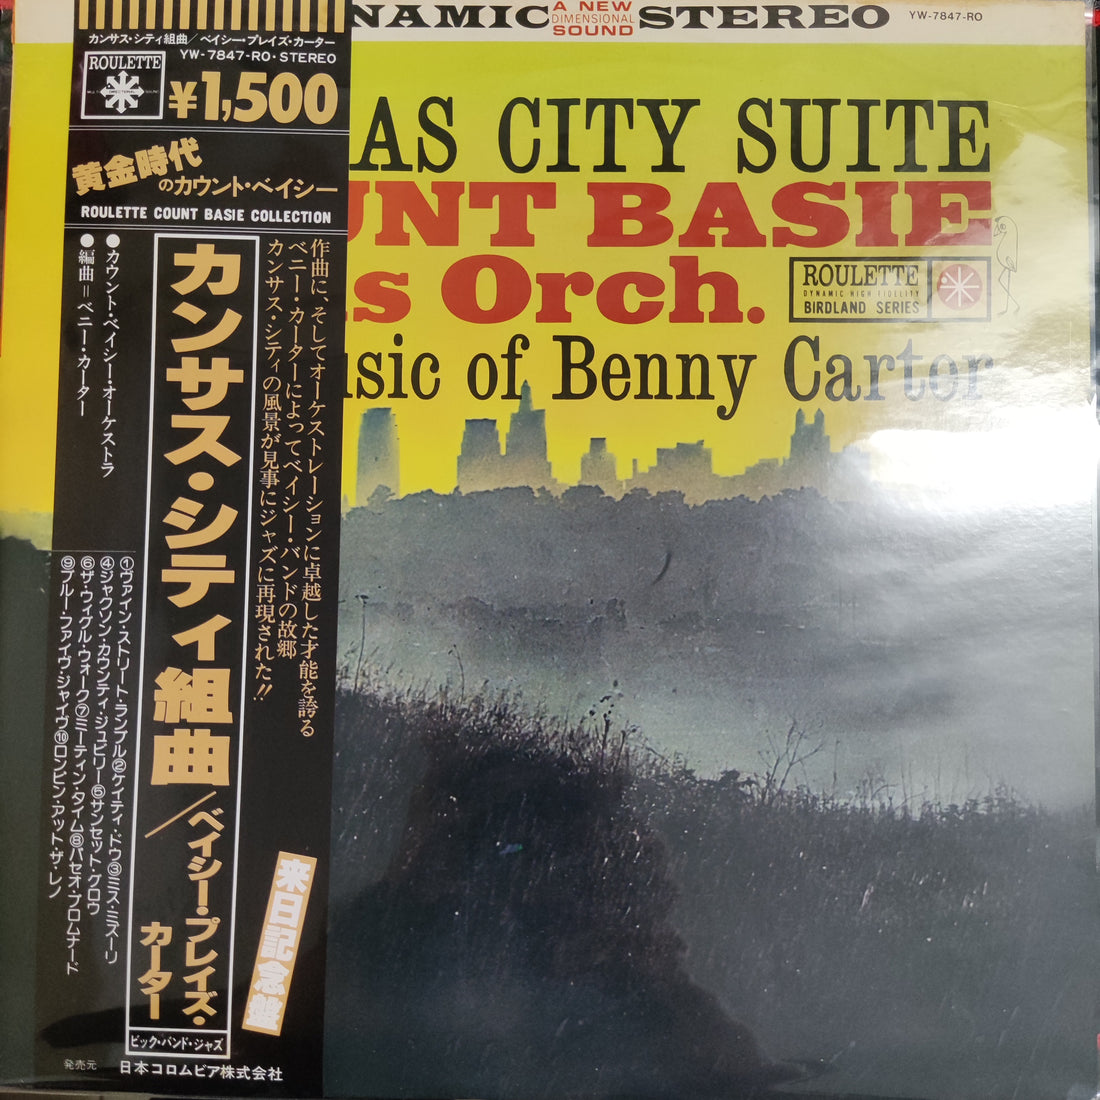 NAMIC
A NEW
DIMENSIONAL
SOUND
STEREO
YW-7847-RO
カンサス・シティ組曲/ベイシー・プレイズ・カーター
YW-7847-RO・STEREO
ROULETTE
¥1,500
黄金時代
のカウント・ベイシー
ROULETTE COUNT BASIE COLLECTION
作曲に、そしてオーケストレーションに卓越した才能を誇る
ベニー・カーターによってベイシー・バンドの故郷
カンサス・シティの風景が見事にジャズに再現された!!
カンサス・シティ組曲/ベイシー・プレイズ・
カーター
●カウント・ベイシー・オーケストラ
●編曲=ベニー・カーター
①ヴァイン・ストリート・ランブル②ケイティ・ドウ③ミス・ミズーリ
④ジャクソン・カウンティ・ジュビリー⑤サンセット・グロウ
⑥ザ・ウィグル・ウォーク⑦ミーティン・タイム⑧パセオ・プロムナード
⑨ブルー・ファイヴ・ジャイヴ⑩ロンピン・アット・ザ・レノ
来日記念盤
ビック・バンド・ジャズ
発売元 日本コロムビア株式会社
AS CITY SUITE
UNT BASIE
is Orch.
ROULETTE
DYNAMIC HIGH FIDELITY
BIRDLAND SERIES
usic of Benny Carter